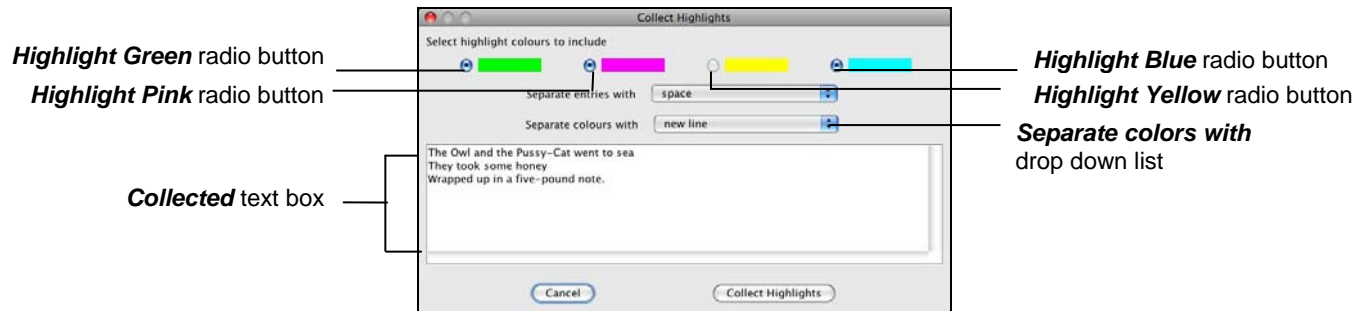 Collect Highlights
Select highlight colours to include
Highlight Green radio button
Highlight Pink radio button
Highlight Blue radio button
Highlight Yellow radio button
Separate entries with space
Separate colours with new line
Separate colors with
drop down list
The Owl and the Pussy-Cat went to sea
They took some honey
Wrapped up in a five-pound note.
Collected text box
Cancel Collect Highlights